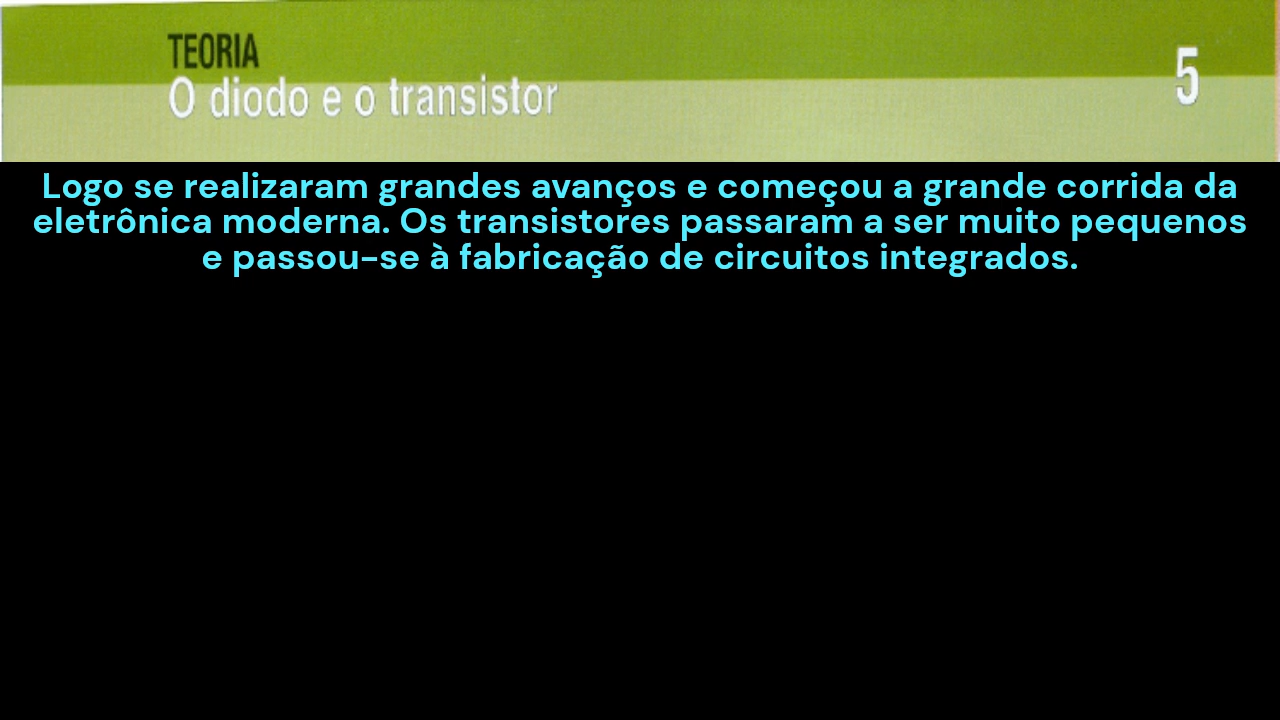 TEORIA
O diodo e o transistor
5
Logo se realizaram grandes avanços e começou a grande corrida da
eletrônica moderna. Os transistores passaram a ser muito pequenos
e passou-se à fabricação de circuitos integrados.